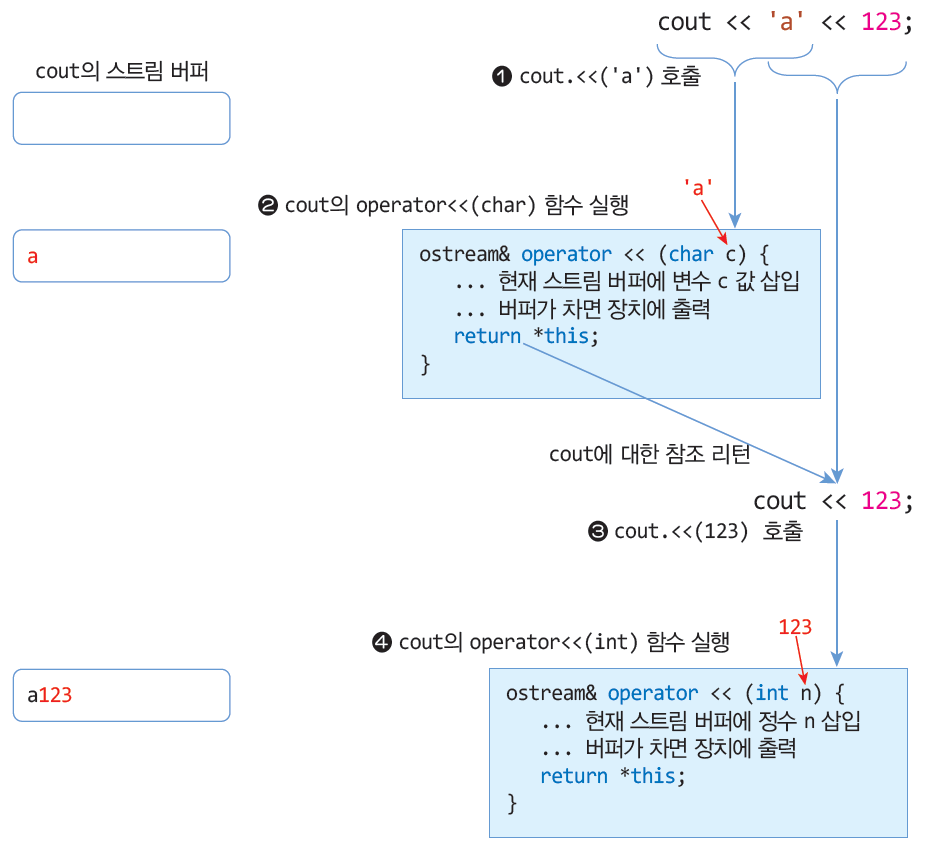 cout << 'a' << 123;
cout의 스트림 버퍼
❶ cout.<<('a') 호출
'a'
❷ cout의 operator<<(char) 함수 실행
a
ostream& operator << (char c) {
... 현재 스트림 버퍼에 변수 c 값 삽입
... 버퍼가 차면 장치에 출력
return *this;
}
cout에 대한 참조 리턴
cout << 123;
❸ cout.<<(123) 호출
123
❹ cout의 operator<<(int) 함수 실행
a123
ostream& operator << (int n) {
... 현재 스트림 버퍼에 정수 n 삽입
... 버퍼가 차면 장치에 출력
return *this;
}